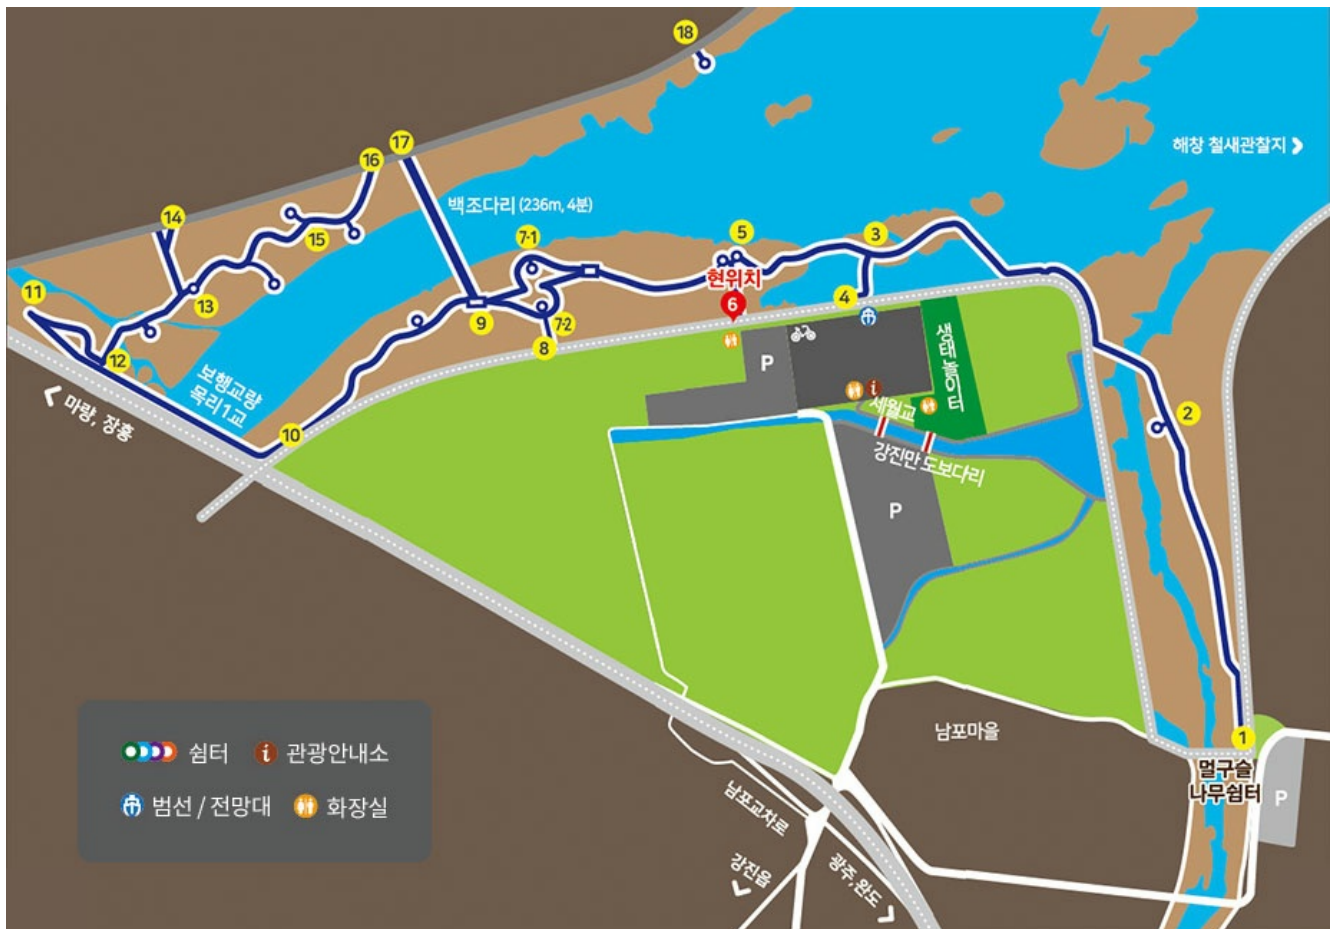 18
해창 철새관찰지
17
16
백조다리 (236m, 4분)
14
15
7-1
5
3
현위치
6
4
11
13
9
7-2
8
12
보행교량
목리1교
P
생태놀이터
마량, 장흥
10
i
세월교
2
강진만 도보다리
P
쉼터
i
관광안내소
범선 / 전망대
화장실
남포마을
1
멀구슬
나무쉼터
P
남포교차로
강진읍
광주,완도